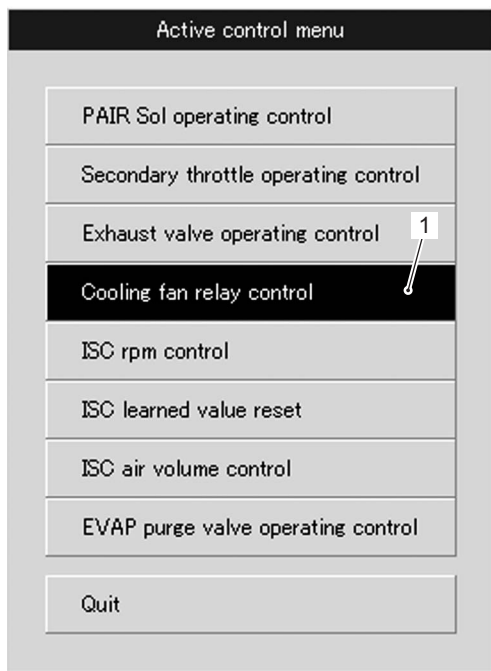 Active control menu
PAIR Sol operating control
Secondary throttle operating control
Exhaust valve operating control
1
Cooling fan relay control
ISC rpm control
ISC learned value reset
ISC air volume control
EVAP purge valve operating control
Quit